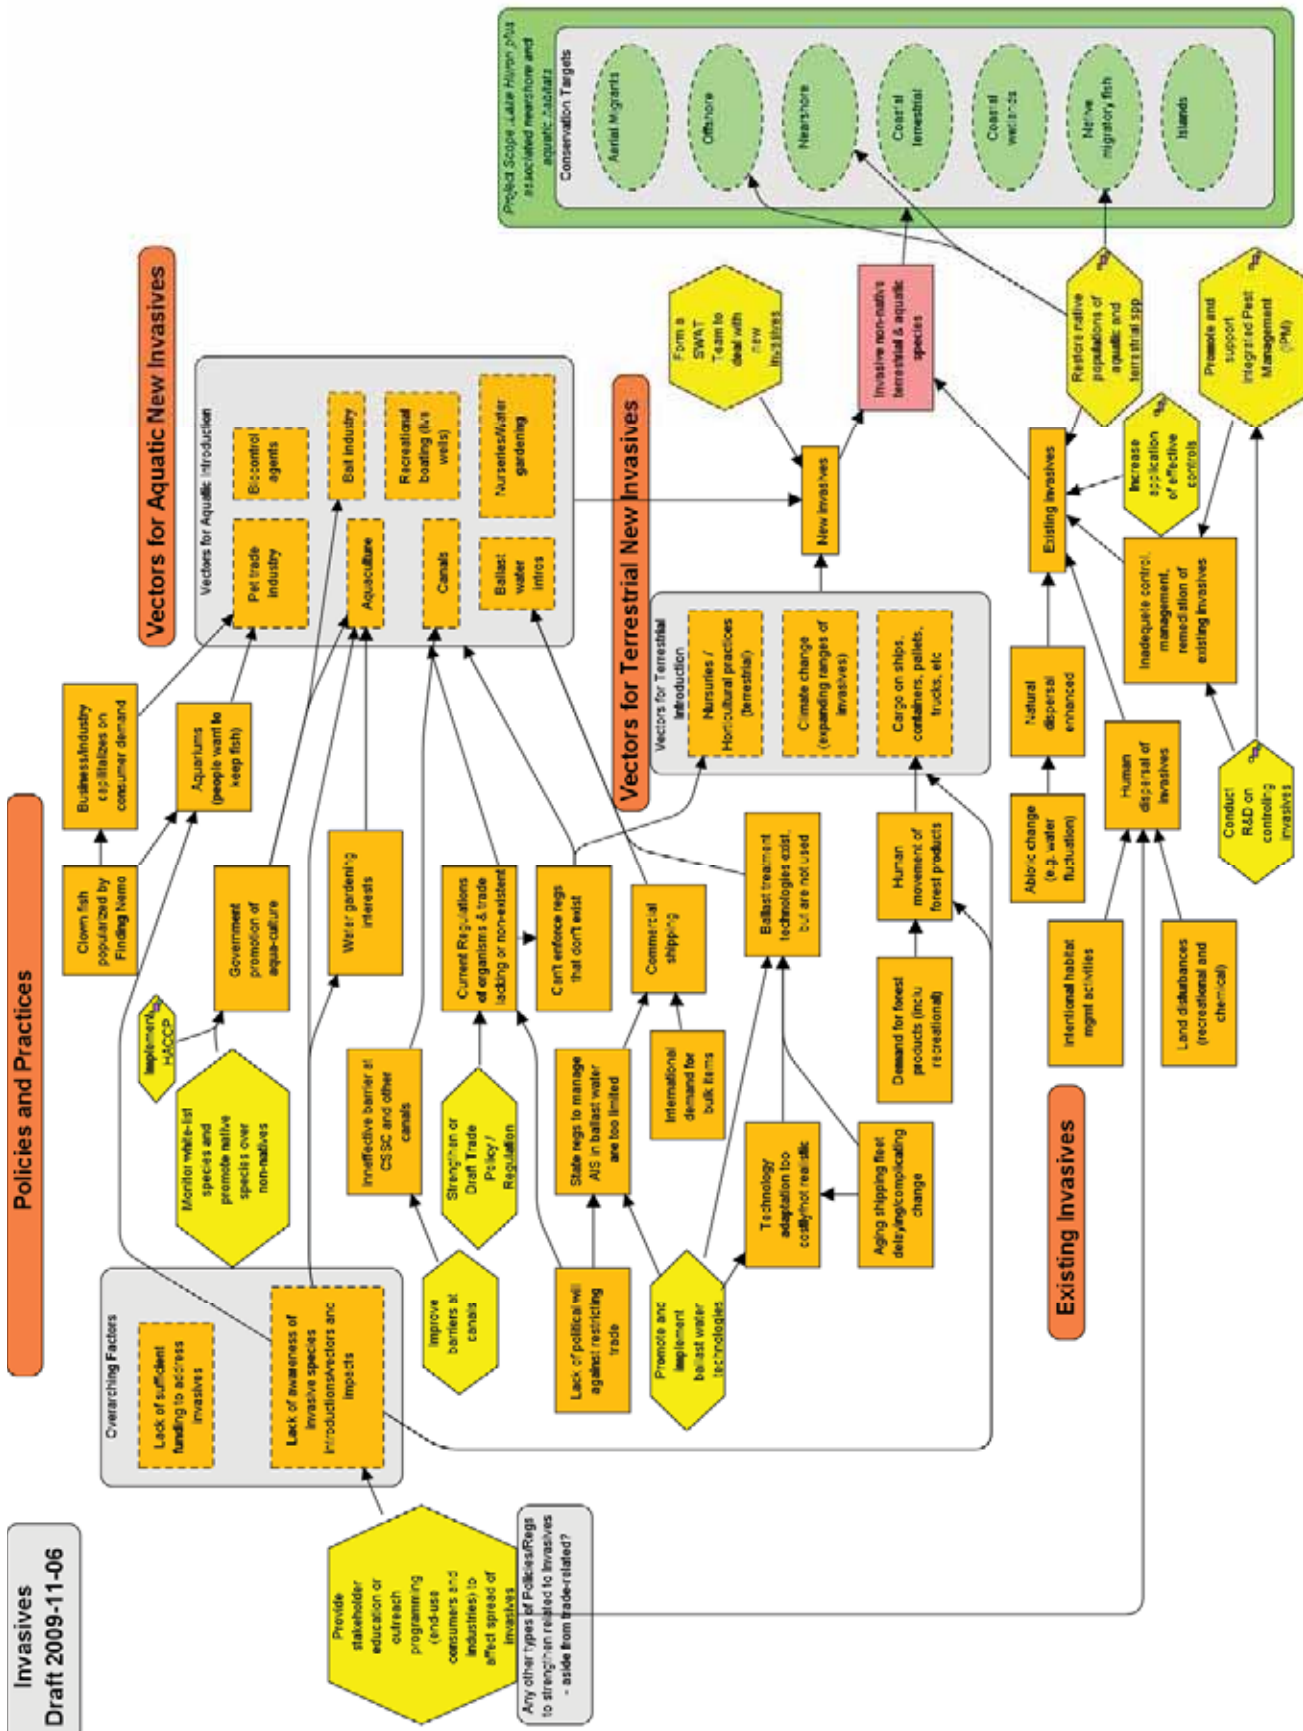 Invasives
Draft 2009-11-06
Policies and Practices
Vectors for Aquatic New Invasives
Vectors for Terrestrial New Invasives
Existing Invasives
Overarching Factors
Lack of sufficient
funding to address
invasives
Lack of awareness of
invasive species
introductions/vectors and
impacts
Provide
stakeholder
education or
outreach
programming
(end-use
consumers and
industries) to
affect spread of
invasives
Any other types of Policies/Regs
to strengthen related to Invasives
- aside from trade-related?
Implement
HACCP
Monitor white-list
species and
promote native
species over
non-natives
Improve
barriers at
canals
Strengthen or
Draft Trade
Policy /
Regulation
Promote and
implement
ballast water
technologies
Clown fish
popularized by
Finding Nemo
Business/Industry
capilitalizes on
consumer demand
Aquariums
(people want to
keep fish)
Government
promotion of
aqua-culture
Water gardening
interests
Inneffective barrier at
CSSC and other
canals
Current Regulations
of organisms & trade
lacking or non-existent
Can't enforce regs
that don't exist
Lack of political will
against restricting
trade
State regs to manage
AIS in ballast water
are too limited
International
demand for
bulk items
Commercial
shipping
Technology
adaptation too
costly/not realistic
Aging shipping fleet
delaying/complicating
change
Ballast treatment
technologies exist,
but are not used
Demand for forest
products (inclu
recreational)
Human
movement of
forest products
Vectors for Aquatic Introduction
Pet trade
industry
Biocontrol
agents
Aquaculture
Bait industry
Canals
Recreational
boating (liv's
wells)
Ballast
water
intros
Nurseries/Water
gardening
Vectors for Terrestrial
Introduction
Nursuries /
Horticultural practices
(terrestrial)
Climate change
(expanding ranges of
invasives)
Cargo on ships,
containers, pallets,
trucks, etc
New invasives
Form a
SWAT
Team to
deal with
new
invasives
Invasive non-native
terrestrial & aquatic
species
Intentional habitat
mgmt activities
Land disturbances
(recreational and
chemical)
Abiotic change
(e.g. water
fluctuation)
Natural
dispersal
enhanced
Human
dispersal of
invasives
Existing invasives
Inadequate control,
management,
remediation of
existing invasives
Conduct
R&D on
controling
invasives
Increase
application
of effective
controls
Restore native
populations of
aquatic and
terrestrial spp
Promote and
support
Integrated Pest
Management
(IPM)
Project Scope: Lake Huron plus
associated nearshore and
aquatic habitats
Conservation Targets
Aerial Migrants
Offshore
Nearshore
Coastal
terrestrial
Coastal
wetlands
Native
migratory fish
Islands